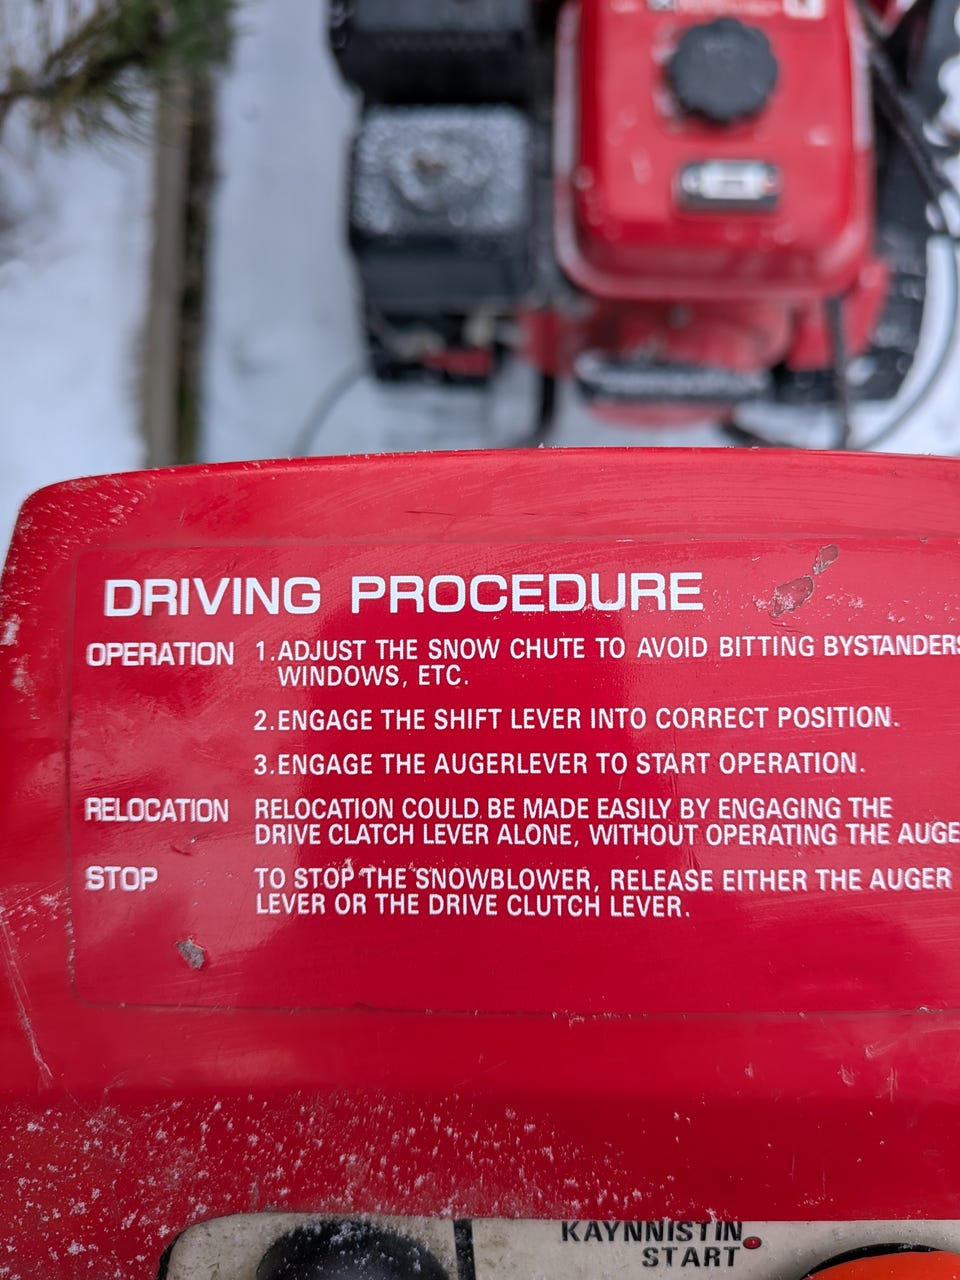 DRIVING PROCEDURE
OPERATION 1.ADJUST THE SNOW CHUTE TO AVOID BITTING BYSTANDERS
WINDOWS, ETC.
2.ENGAGE THE SHIFT LEVER INTO CORRECT POSITION.
3.ENGAGE THE AUGERLEVER TO START OPERATION.
RELOCATION RELOCATION COULD BE MADE EASILY BY ENGAGING THE
DRIVE CLATCH LEVER ALONE, WITHOUT OPERATING THE AUGE
STOP TO STOP THE SNOWBLOWER, RELEASE EITHER THE AUGER
LEVER OR THE DRIVE CLUTCH LEVER.
KAYNNISTIN
START